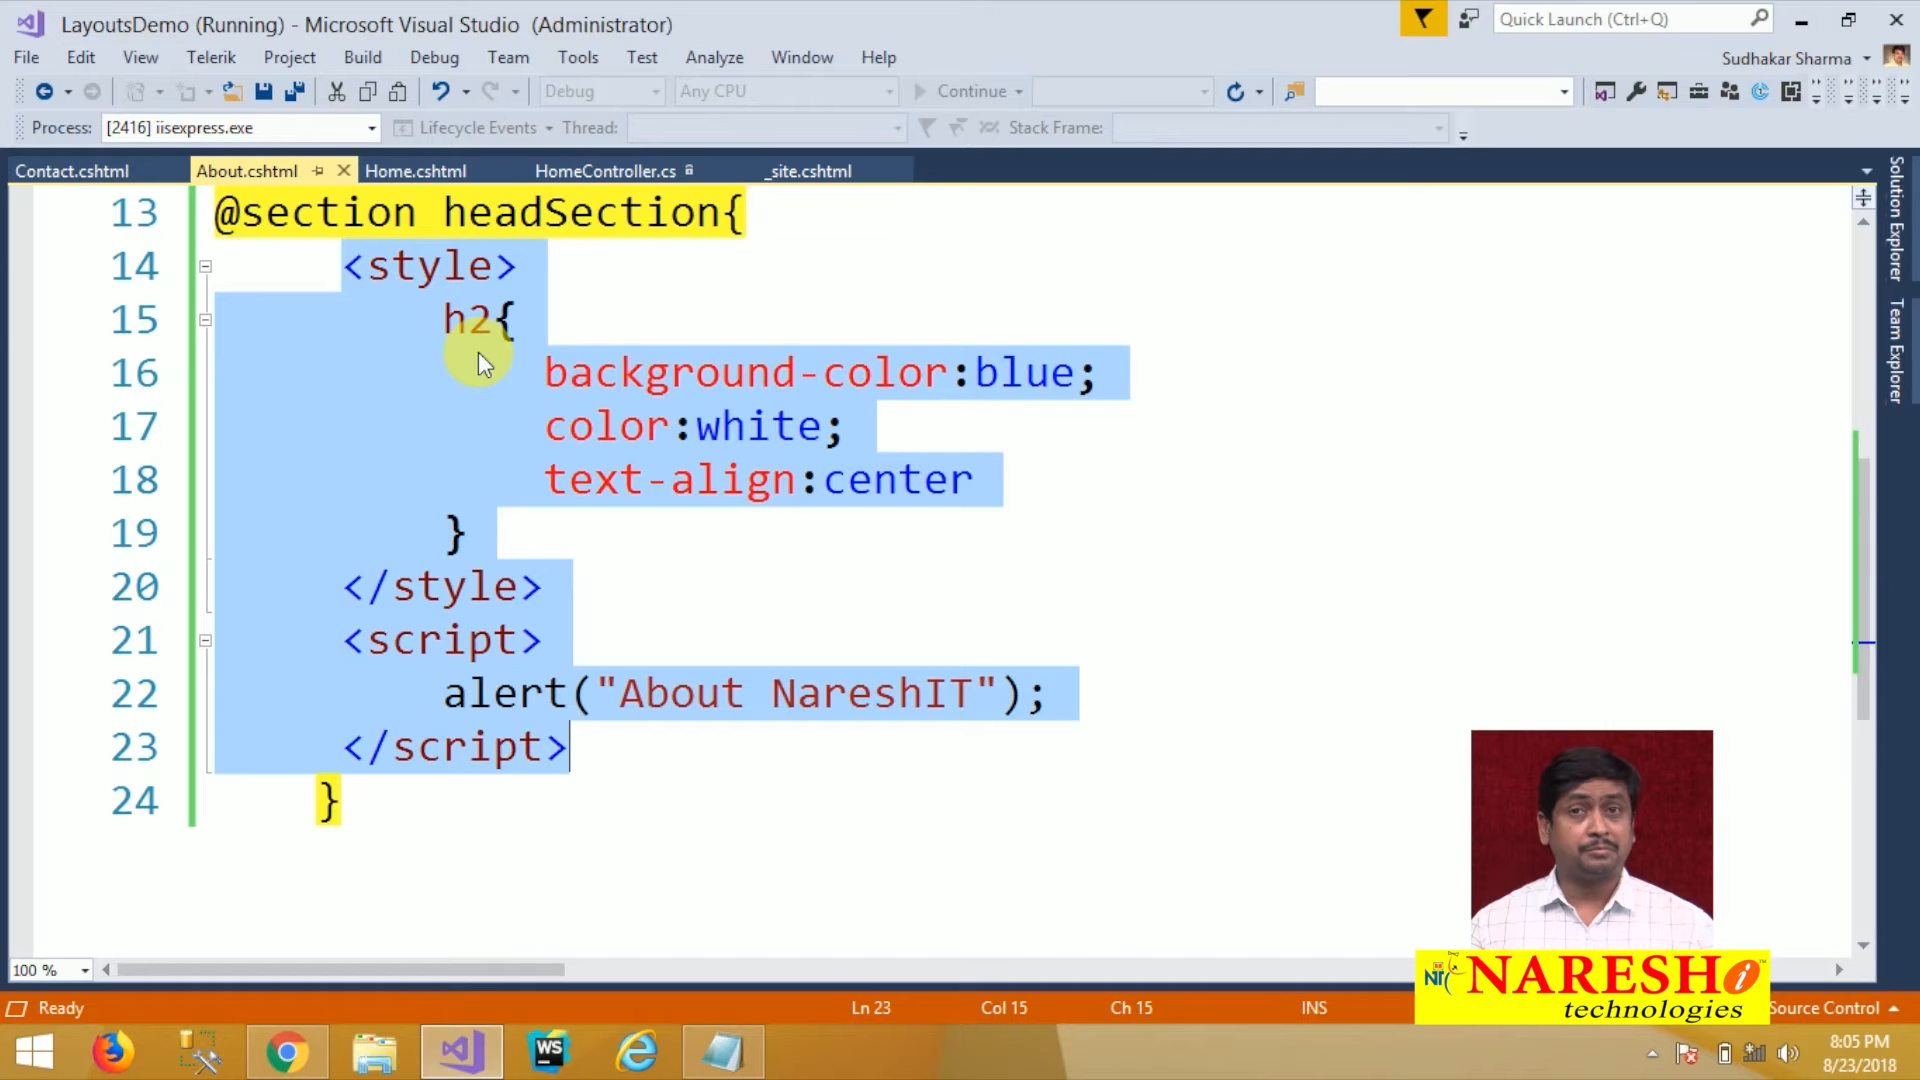 LayoutsDemo (Running) - Microsoft Visual Studio (Administrator)
Quick Launch (Ctrl+Q)
File Edit View Telerik Project Build Debug Team Tools Test Analyze Window Help
Sudhakar Sharma
Debug Any CPU Continue
Process: [2416] iisexpress.exe Lifecycle Events Thread: Stack Frame:
Contact.cshtml About.cshtml Home.cshtml HomeController.cs _site.cshtml
13 @section headSection{
14 <style>
15 h2{
16 background-color:blue;
17 color:white;
18 text-align:center
19 }
20 </style>
21 <script>
22 alert("About NareshIT");
23 </script>
24 }
Solution Explorer
Team Explorer
100 %
NARESH i
technologies
Ready Ln 23 Col 15 Ch 15 INS Source Control
WS
8:05 PM
8/23/2018